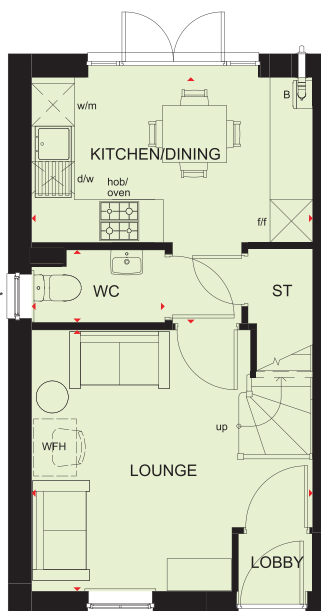 B
w/m
KITCHEN/DINING
d/w
hob/
oven
f/f
WC
ST
*
up
WFH
LOUNGE
LOBBY